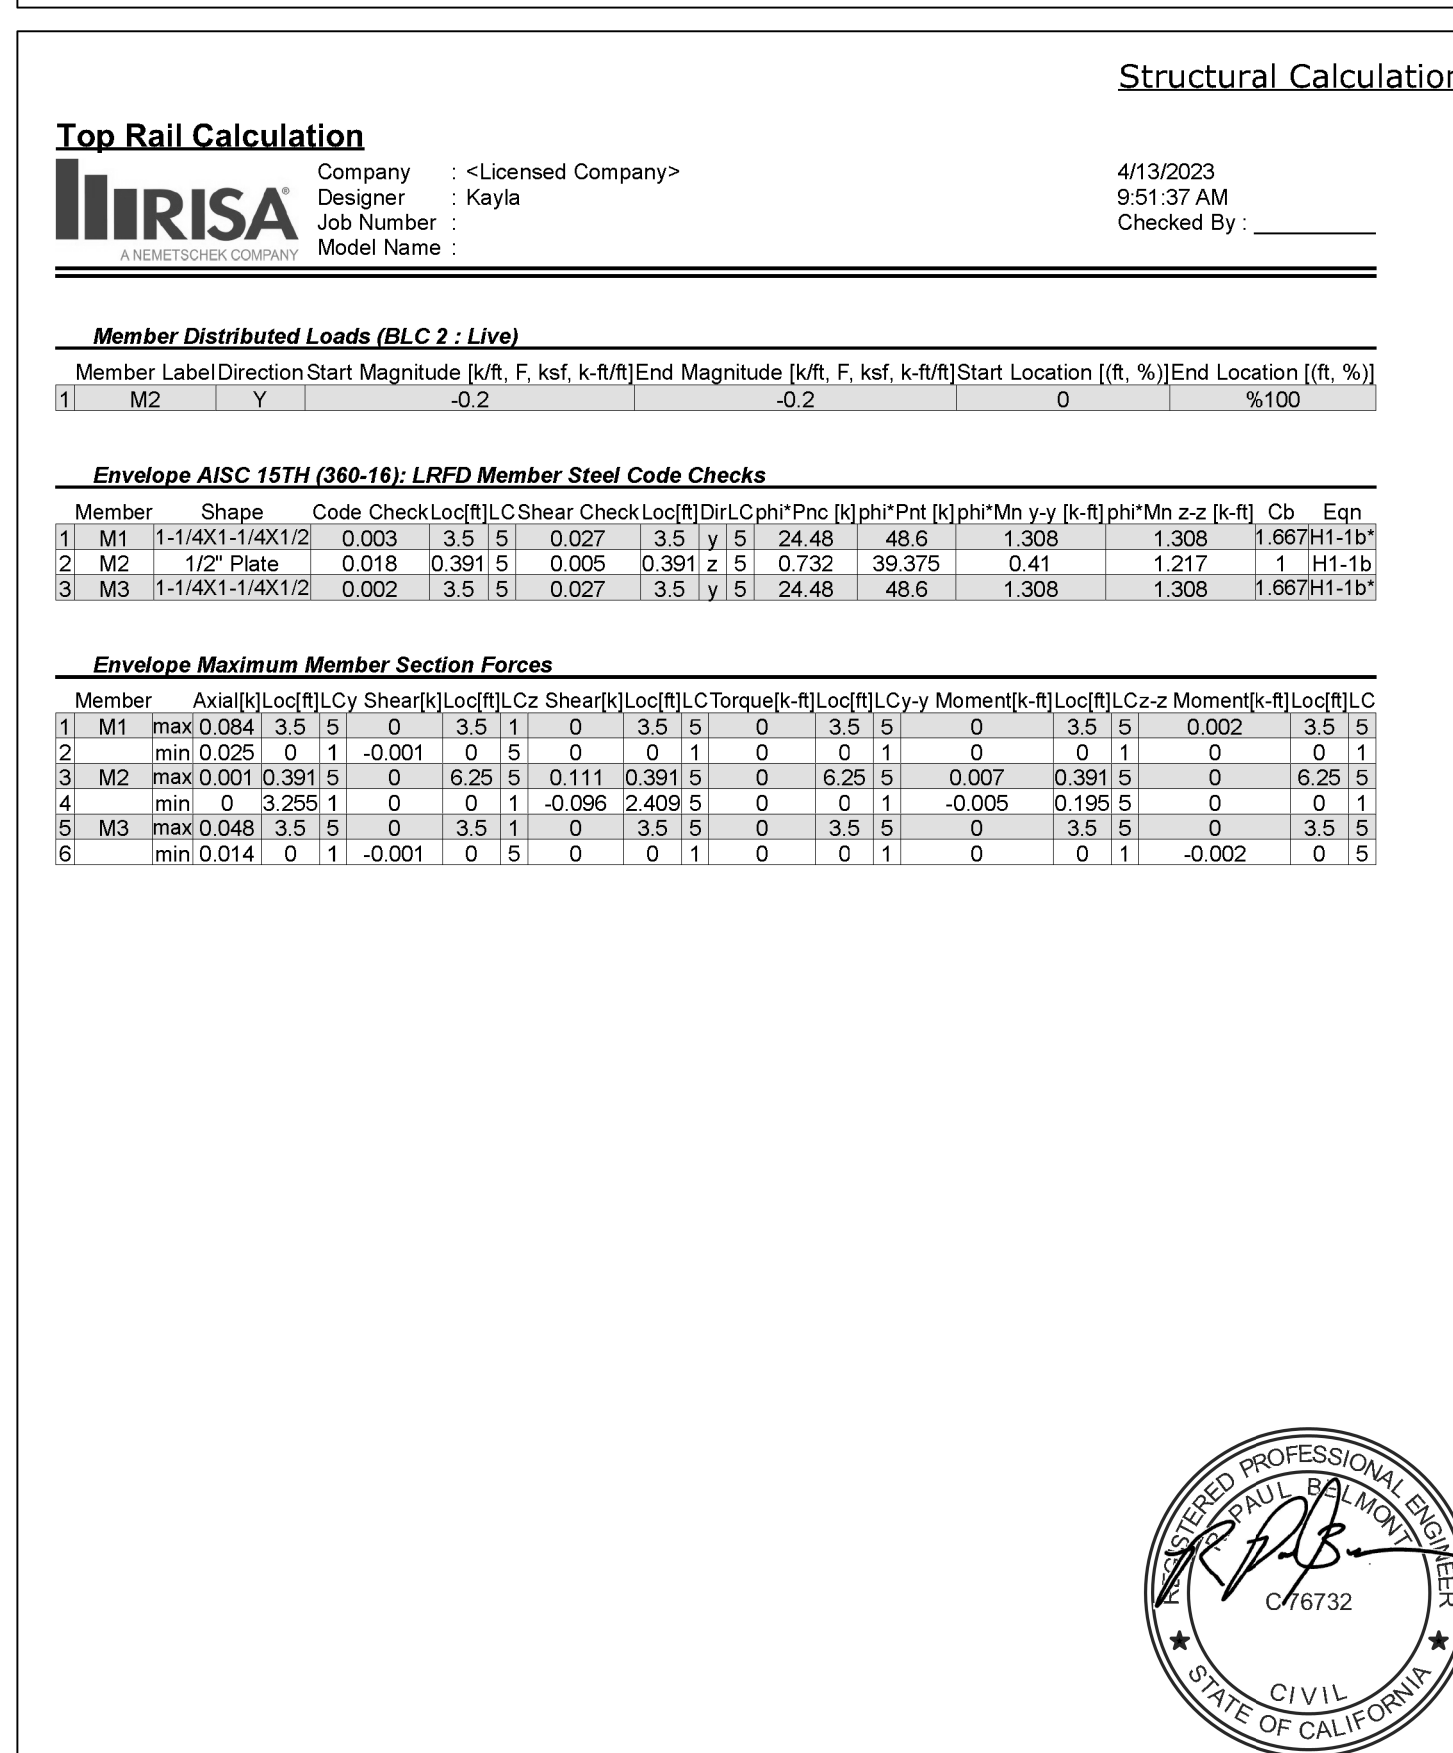 Structural Calculation
Top Rail Calculation
RISA®
A NEMETSCHEK COMPANY
Company : <Licensed Company>
Designer : Kayla
Job Number :
Model Name :
4/13/2023
9:51:37 AM
Checked By : ___________
Member Distributed Loads (BLC 2 : Live)
Member Label Direction Start Magnitude [k/ft, F, ksf, k-ft/ft] End Magnitude [k/ft, F, ksf, k-ft/ft] Start Location [(ft, %)] End Location [(ft, %)]
1 M2 Y -0.2 -0.2 0 %100
Envelope AISC 15TH (360-16): LRFD Member Steel Code Checks
Member Shape Code Check Loc[ft] LC Shear Check Loc[ft] Dir LC phi*Pnc [k] phi*Pnt [k] phi*Mn y-y [k-ft] phi*Mn z-z [k-ft] Cb Eqn
1 M1 1-1/4X1-1/4X1/2 0.003 3.5 5 0.027 3.5 y 5 24.48 48.6 1.308 1.308 1.667 H1-1b*
2 M2 1/2" Plate 0.018 0.391 5 0.005 0.391 z 5 0.732 39.375 0.41 1.217 1 H1-1b
3 M3 1-1/4X1-1/4X1/2 0.002 3.5 5 0.027 3.5 y 5 24.48 48.6 1.308 1.308 1.667 H1-1b*
Envelope Maximum Member Section Forces
Member Axial[k] Loc[ft] LC y Shear[k] Loc[ft] LC z Shear[k] Loc[ft] LC Torque[k-ft] Loc[ft] LC y-y Moment[k-ft] Loc[ft] LC z-z Moment[k-ft] Loc[ft] LC
1 M1 max 0.084 3.5 5 0 3.5 1 0 3.5 5 0 3.5 5 0 3.5 5 0.002 3.5 5
2 min 0.025 0 1 -0.001 0 5 0 0 1 0 0 1 0 0 1 0 0 1
3 M2 max 0.001 0.391 5 0 6.25 5 0.111 0.391 5 0 6.25 5 0.007 0.391 5 0 6.25 5
4 min 0 3.255 1 0 0 1 -0.096 2.409 5 0 0 1 -0.005 0.195 5 0 0 1
5 M3 max 0.048 3.5 5 0 3.5 1 0 3.5 5 0 3.5 5 0 3.5 5 0 3.5 5
6 min 0.014 0 1 -0.001 0 5 0 0 1 0 0 1 0 0 1 -0.002 0 5
REGISTERED PROFESSIONAL ENGINEER
R. PAUL BELMONT
C 76732
CIVIL
STATE OF CALIFORNIA